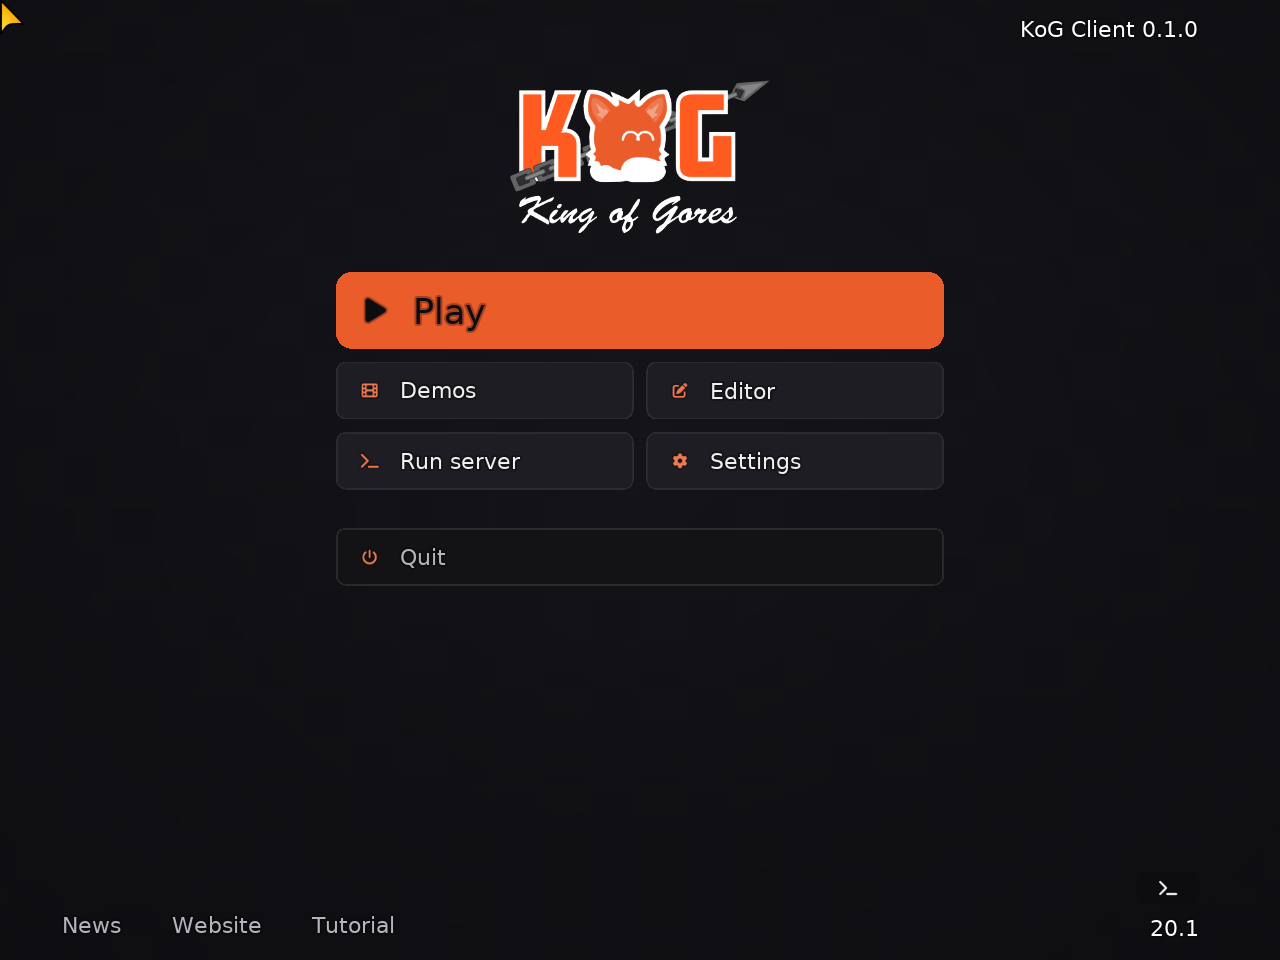 KoG Client 0.1.0
KOG
King of Gores
Play
Demos
Editor
Run server
Settings
Quit
News
Website
Tutorial
20.1